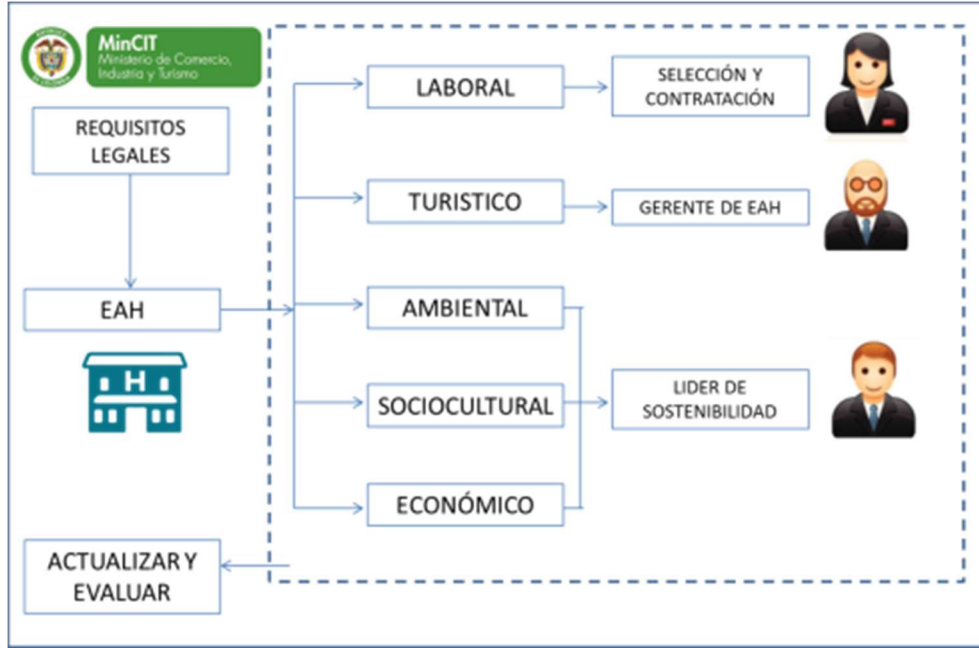 MinCIT
Ministerio de Comercio,
Industria y Turismo
REQUISITOS
LEGALES
EAH
H
ACTUALIZAR Y
EVALUAR
LABORAL
SELECCIÓN Y
CONTRATACIÓN
TURISTICO
GERENTE DE EAH
AMBIENTAL
SOCIOCULTURAL
LIDER DE
SOSTENIBILIDAD
ECONÓMICO